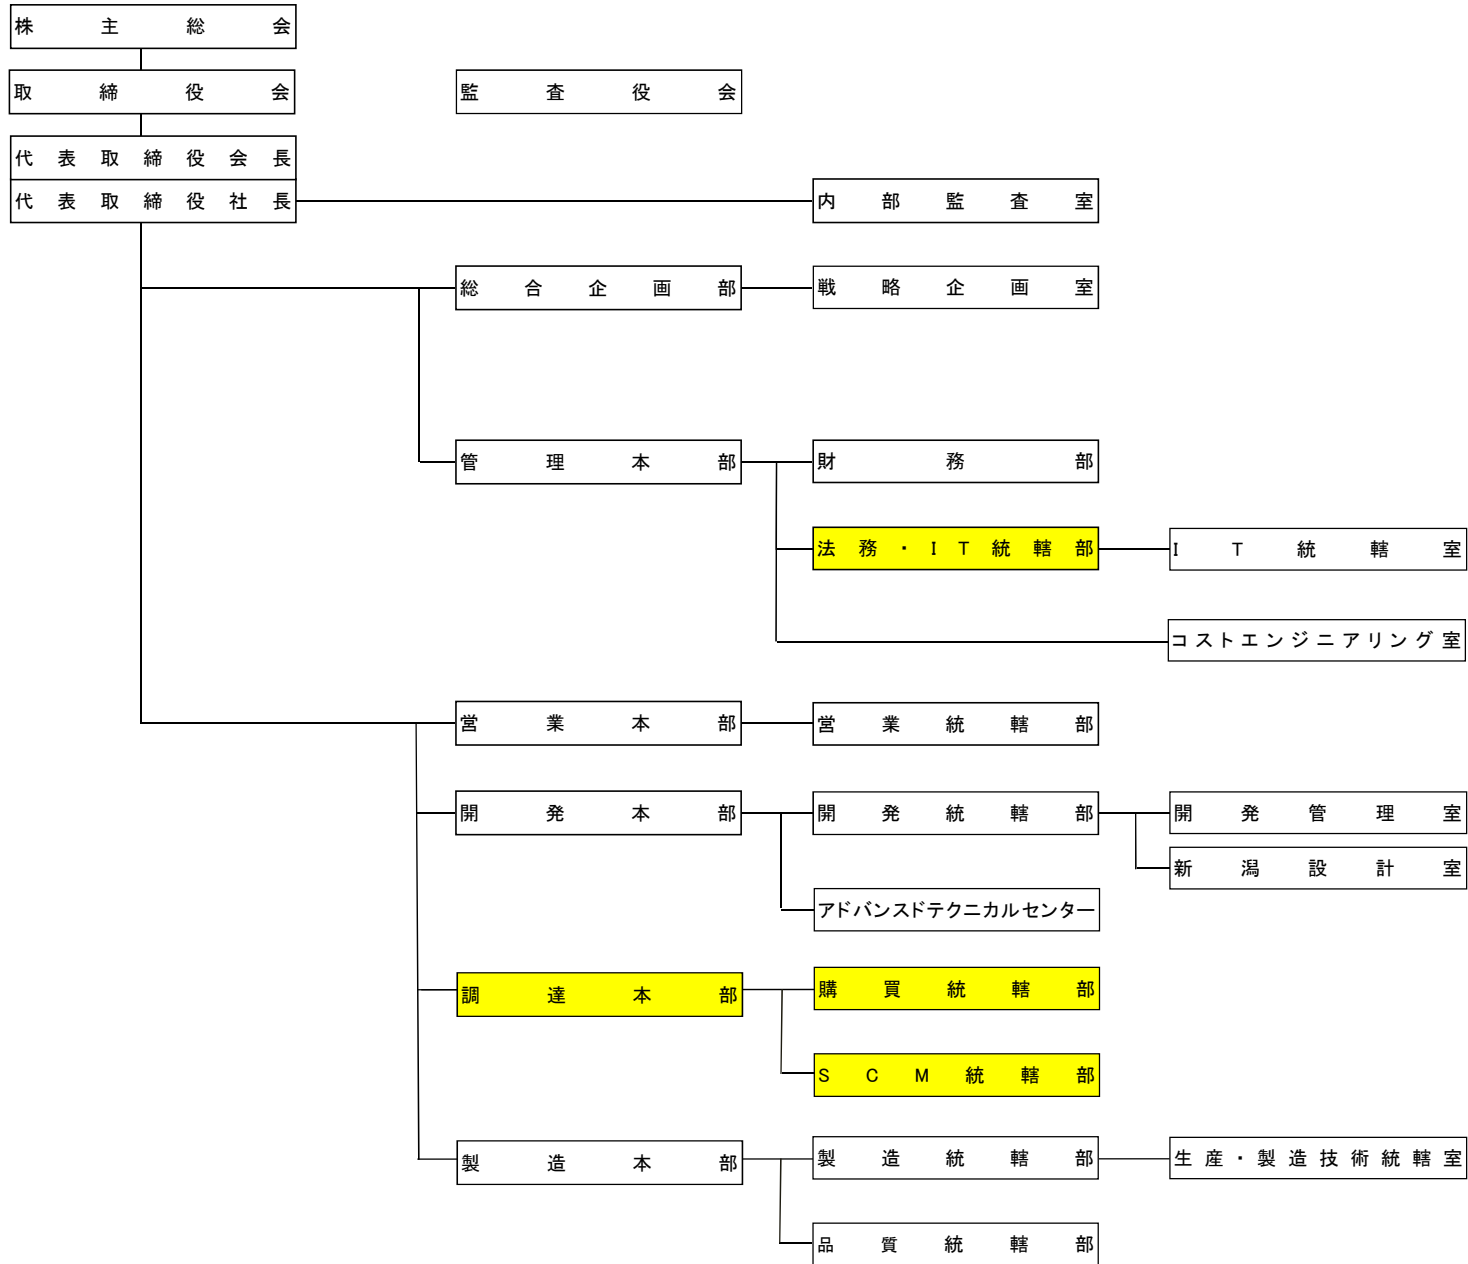 株主総会
取締役会
監査役会
代表取締役会長
代表取締役社長
内部監査室
総合企画部
戦略企画室
管理本部
財務部
法務・IT統轄部
IT統轄室
コストエンジニアリング室
営業本部
営業統轄部
開発本部
開発統轄部
開発管理室
新潟設計室
アドバンスドテクニカルセンター
調達本部
購買統轄部
SCM統轄部
製造本部
製造統轄部
生産・製造技術統轄室
品質統轄部